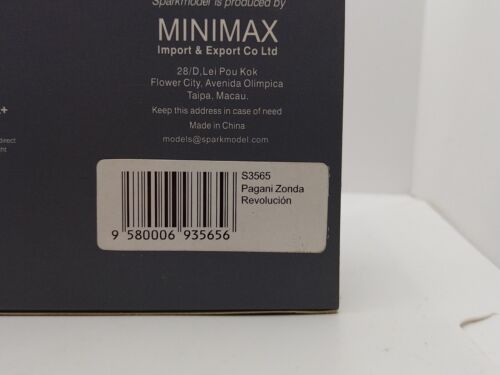 Sparkmodel is produced by
MINIMAX
Import & Export Co Ltd
28/D,Lei Pou Kok
Flower City, Avenida Olimpica
Taipa, Macau.
Keep this address in case of need
Made in China
models@sparkmodel.com
+
direct
ht
S3565
Pagani Zonda
Revolución
9 580006 935656